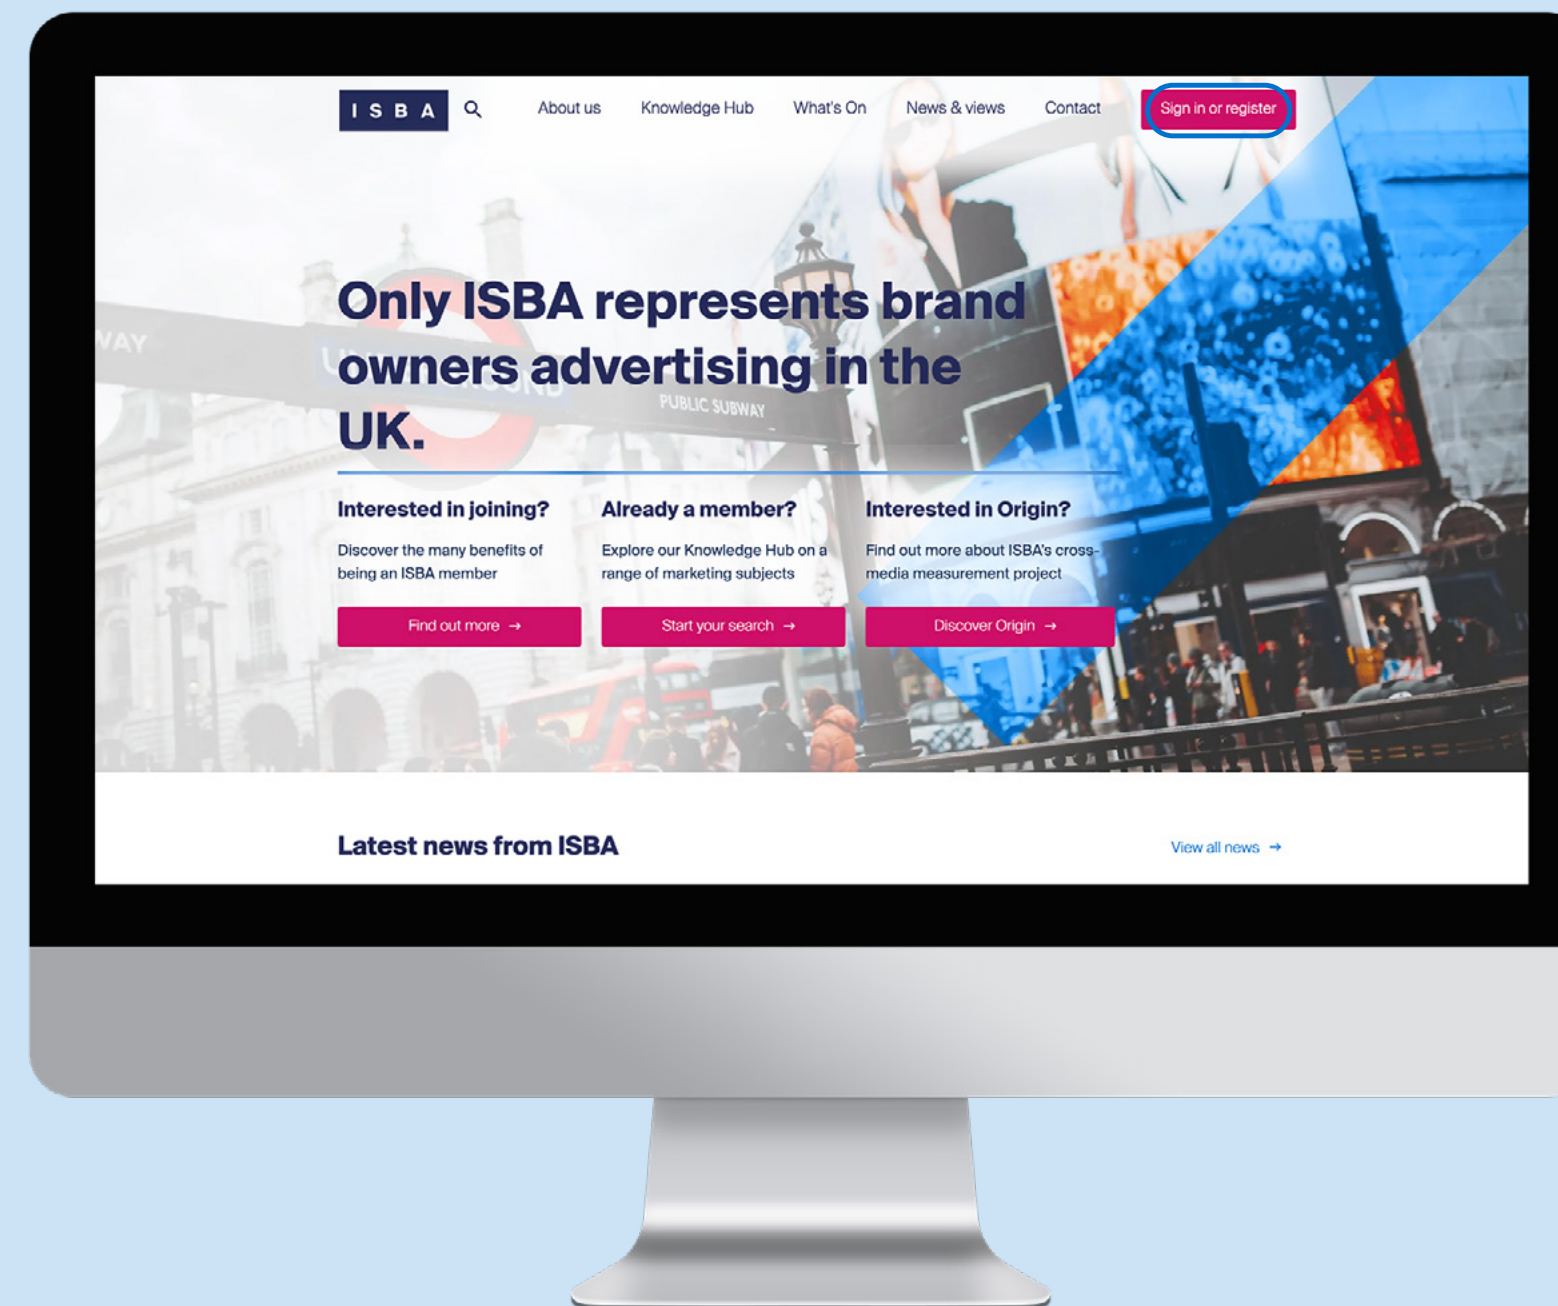 ISBA
About us
Knowledge Hub
What's On
News & views
Contact
Sign in or register
Only ISBA represents brand
owners advertising in the
UK.
PUBLIC SUBWAY
Interested in joining?
Discover the many benefits of
being an ISBA member
Find out more →
Already a member?
Explore our Knowledge Hub on a
range of marketing subjects
Start your search →
Interested in Origin?
Find out more about ISBA's cross-
media measurement project
Discover Origin →
Latest news from ISBA
View all news →